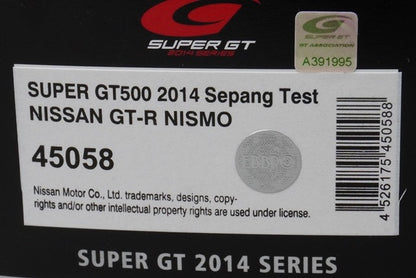 SUPER GT
2014 SERIES
SUPER GT
GT ASSOCIATION
A391995
SUPER GT500 2014 Sepang Test
NISSAN GT-R NISMO
45058
EBBRO
Nissan Motor Co., Ltd. trademarks, designs, copy-
rights and/or other intellectual property rights are used under license.
4 526175 450588
SUPER GT 2014 SERIES